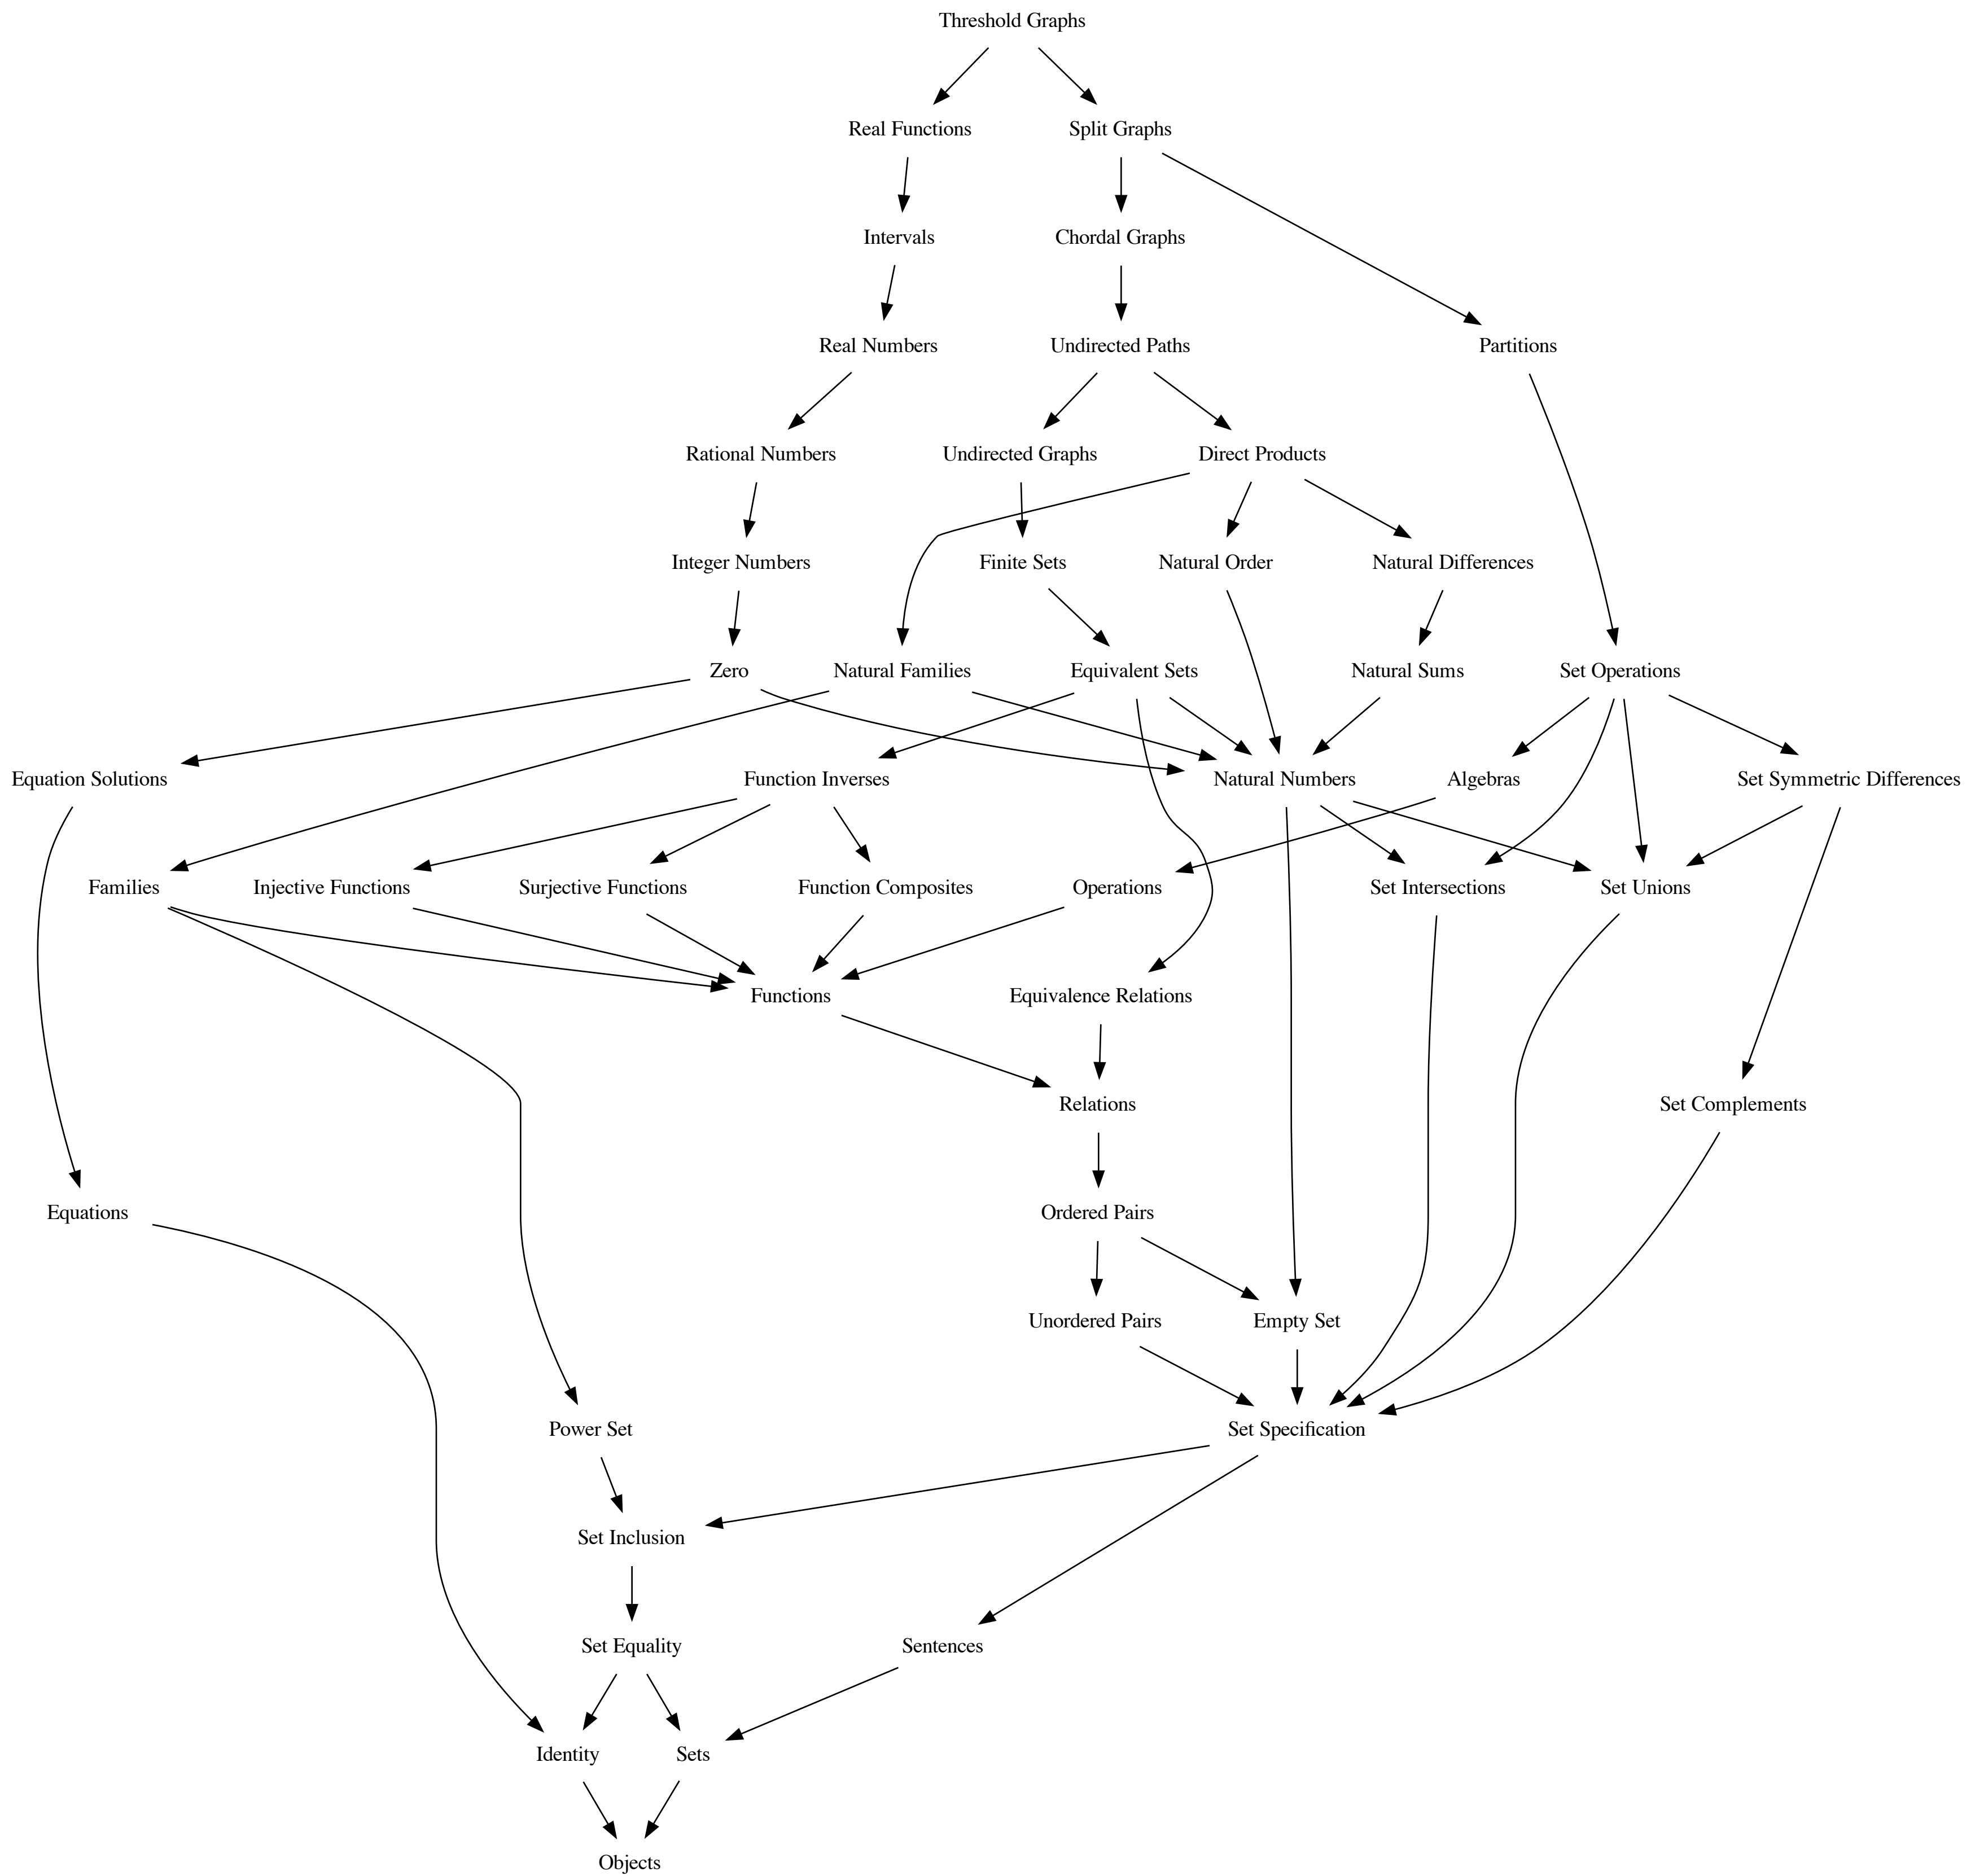 Threshold Graphs
Real Functions
Split Graphs
Intervals
Chordal Graphs
Real Numbers
Undirected Paths
Partitions
Rational Numbers
Undirected Graphs
Direct Products
Integer Numbers
Finite Sets
Natural Order
Natural Differences
Zero
Natural Families
Equivalent Sets
Natural Sums
Set Operations
Equation Solutions
Function Inverses
Natural Numbers
Algebras
Set Symmetric Differences
Families
Injective Functions
Surjective Functions
Function Composites
Operations
Set Intersections
Set Unions
Functions
Equivalence Relations
Relations
Set Complements
Equations
Ordered Pairs
Unordered Pairs
Empty Set
Power Set
Set Specification
Set Inclusion
Set Equality
Sentences
Identity
Sets
Objects